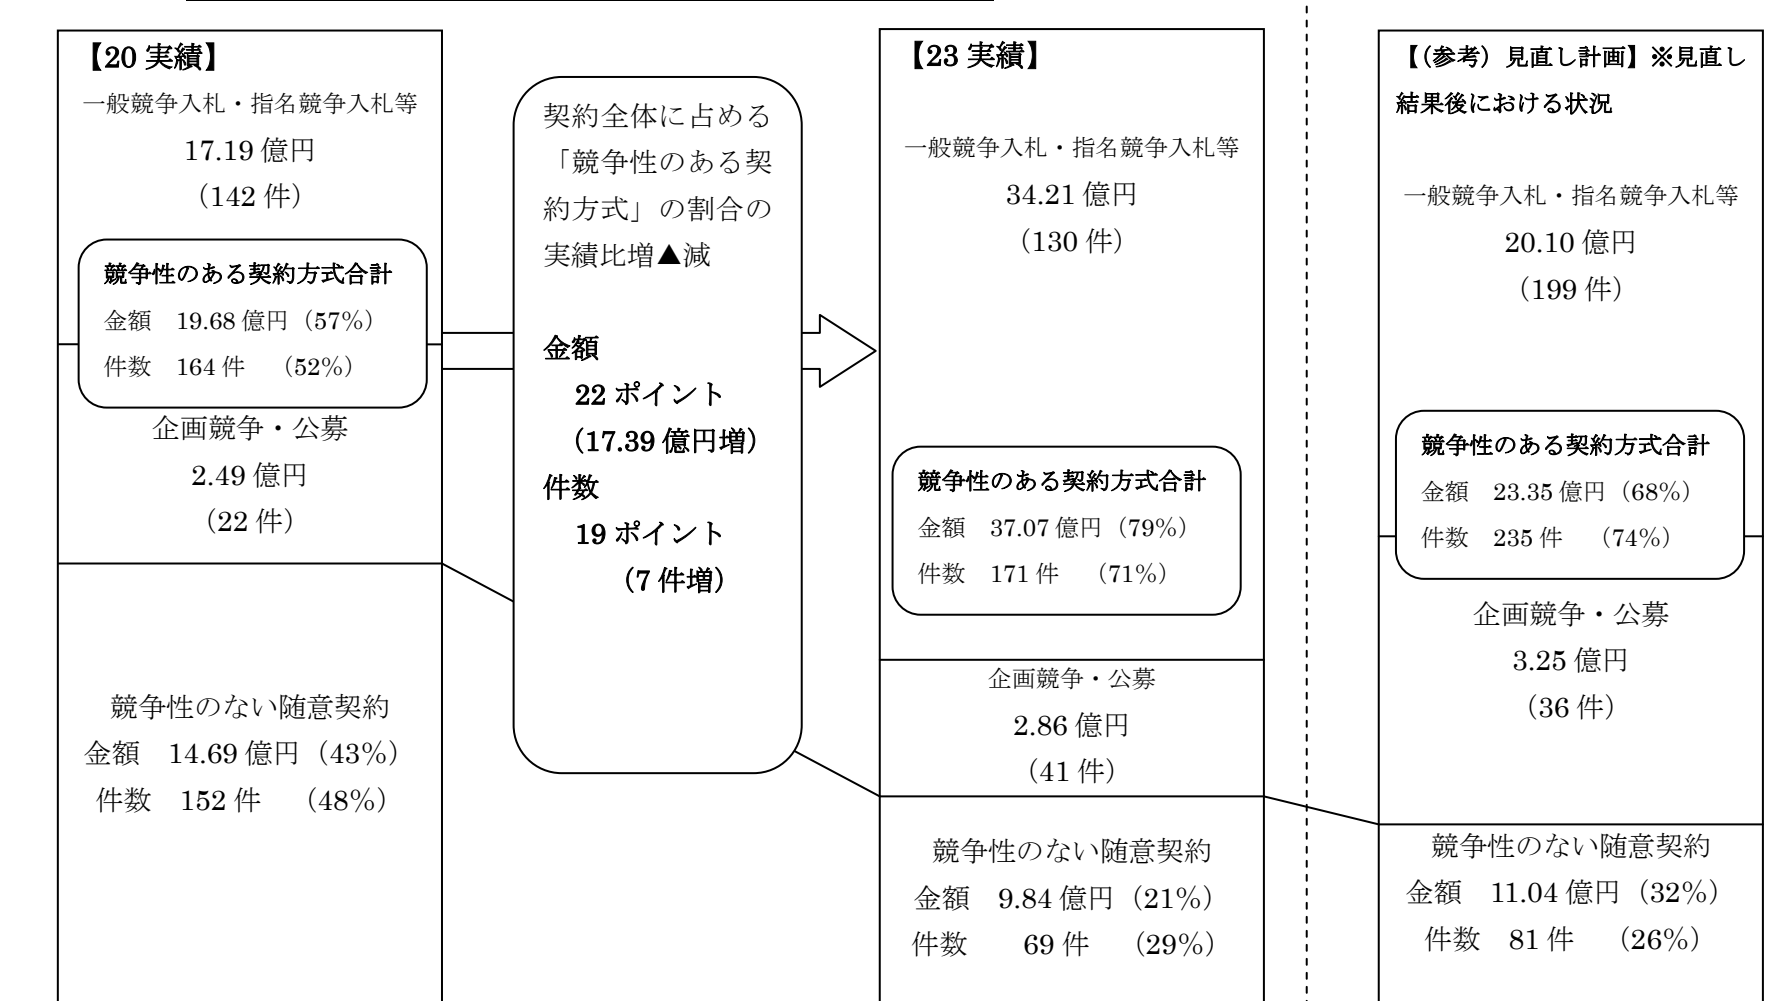 【20 実績】
一般競争入札・指名競争入札等
17.19 億円
（142 件）
競争性のある契約方式合計
金額　19.68 億円（57%）
件数　164 件　（52%）
企画競争・公募
2.49 億円
（22 件）
競争性のない随意契約
金額　14.69 億円（43%）
件数　152 件　（48%）
契約全体に占める
「競争性のある契
約方式」の割合の
実績比増▲減
金額
22 ポイント
（17.39 億円増）
件数
19 ポイント
（7 件増）
【23 実績】
一般競争入札・指名競争入札等
34.21 億円
（130 件）
競争性のある契約方式合計
金額　37.07 億円（79%）
件数　171 件　（71%）
企画競争・公募
2.86 億円
（41 件）
競争性のない随意契約
金額　9.84 億円（21%）
件数　69 件　（29%）
【（参考）見直し計画】※見直し
結果後における状況
一般競争入札・指名競争入札等
20.10 億円
（199 件）
競争性のある契約方式合計
金額　23.35 億円（68%）
件数　235 件　（74%）
企画競争・公募
3.25 億円
（36 件）
競争性のない随意契約
金額　11.04 億円（32%）
件数　81 件　（26%）